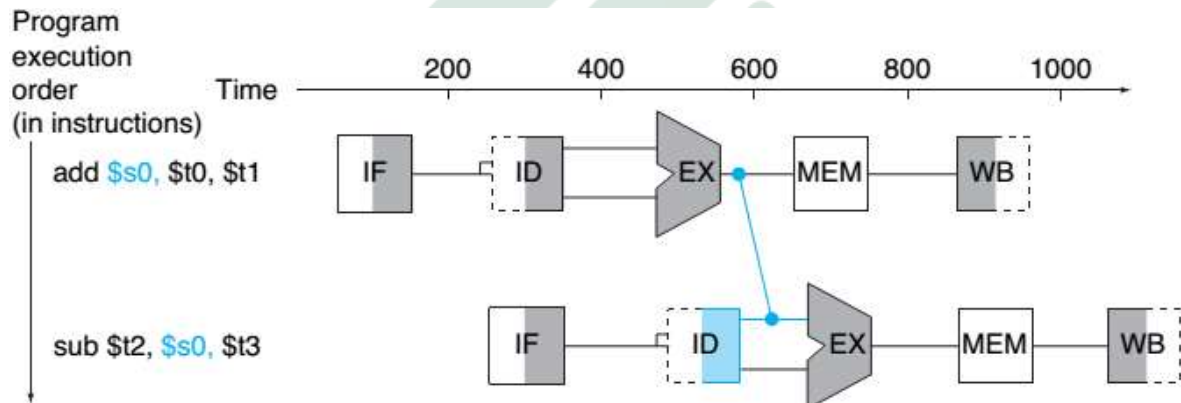 Program
execution
order
(in instructions)
Time
200 400 600 800 1000
add $s0, $t0, $t1
IF ID EX MEM WB
sub $t2, $s0, $t3
IF ID EX MEM WB